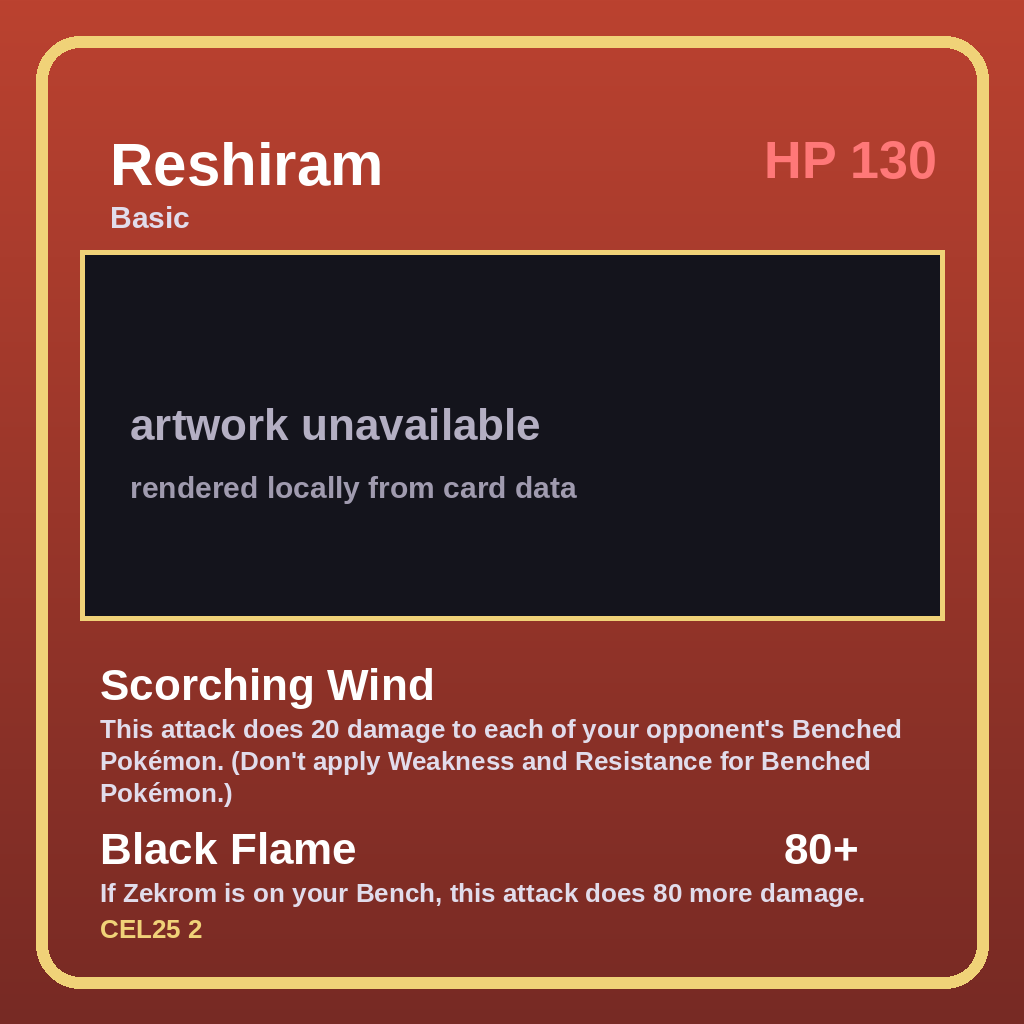 Reshiram
HP 130
Basic
artwork unavailable
rendered locally from card data
Scorching Wind
This attack does 20 damage to each of your opponent's Benched
Pokémon. (Don't apply Weakness and Resistance for Benched
Pokémon.)
Black Flame
80+
If Zekrom is on your Bench, this attack does 80 more damage.
CEL25 2